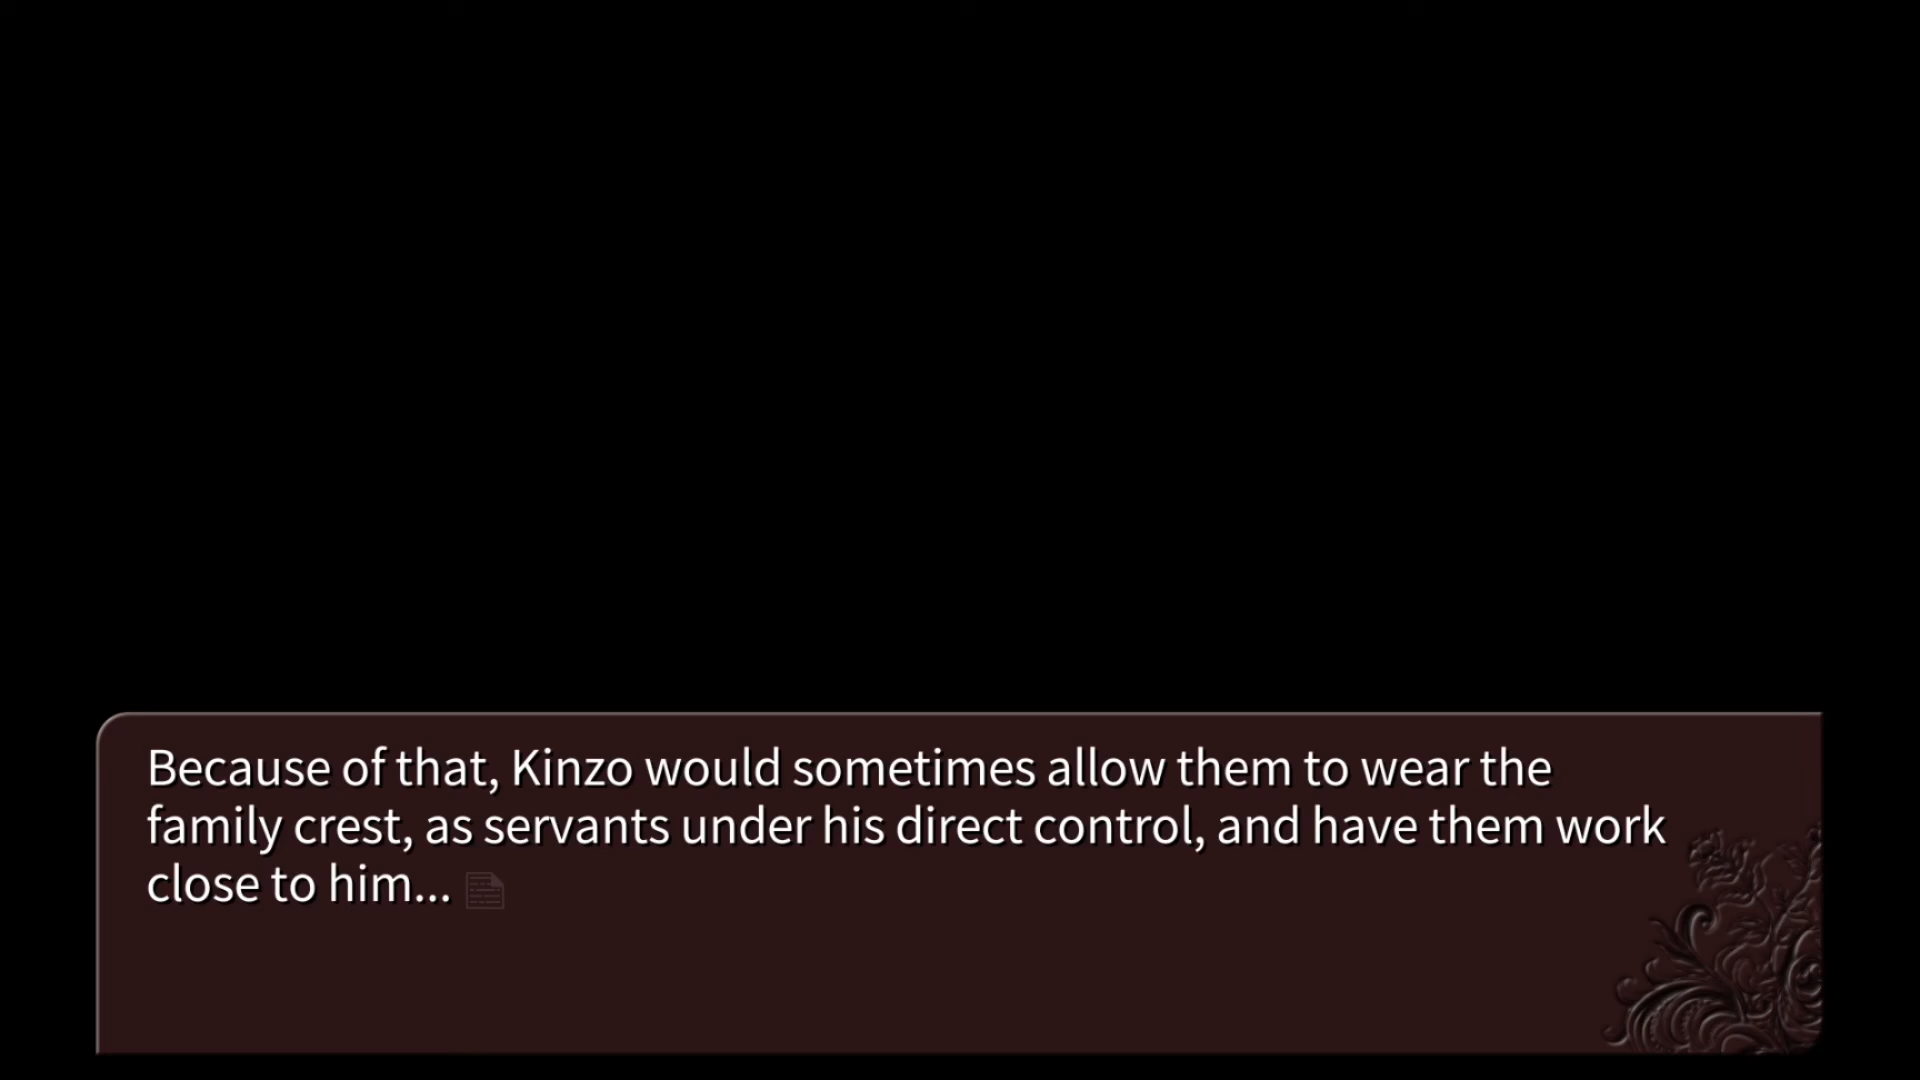 Because of that, Kinzo would sometimes allow them to wear the
family crest, as servants under his direct control, and have them work
close to him...